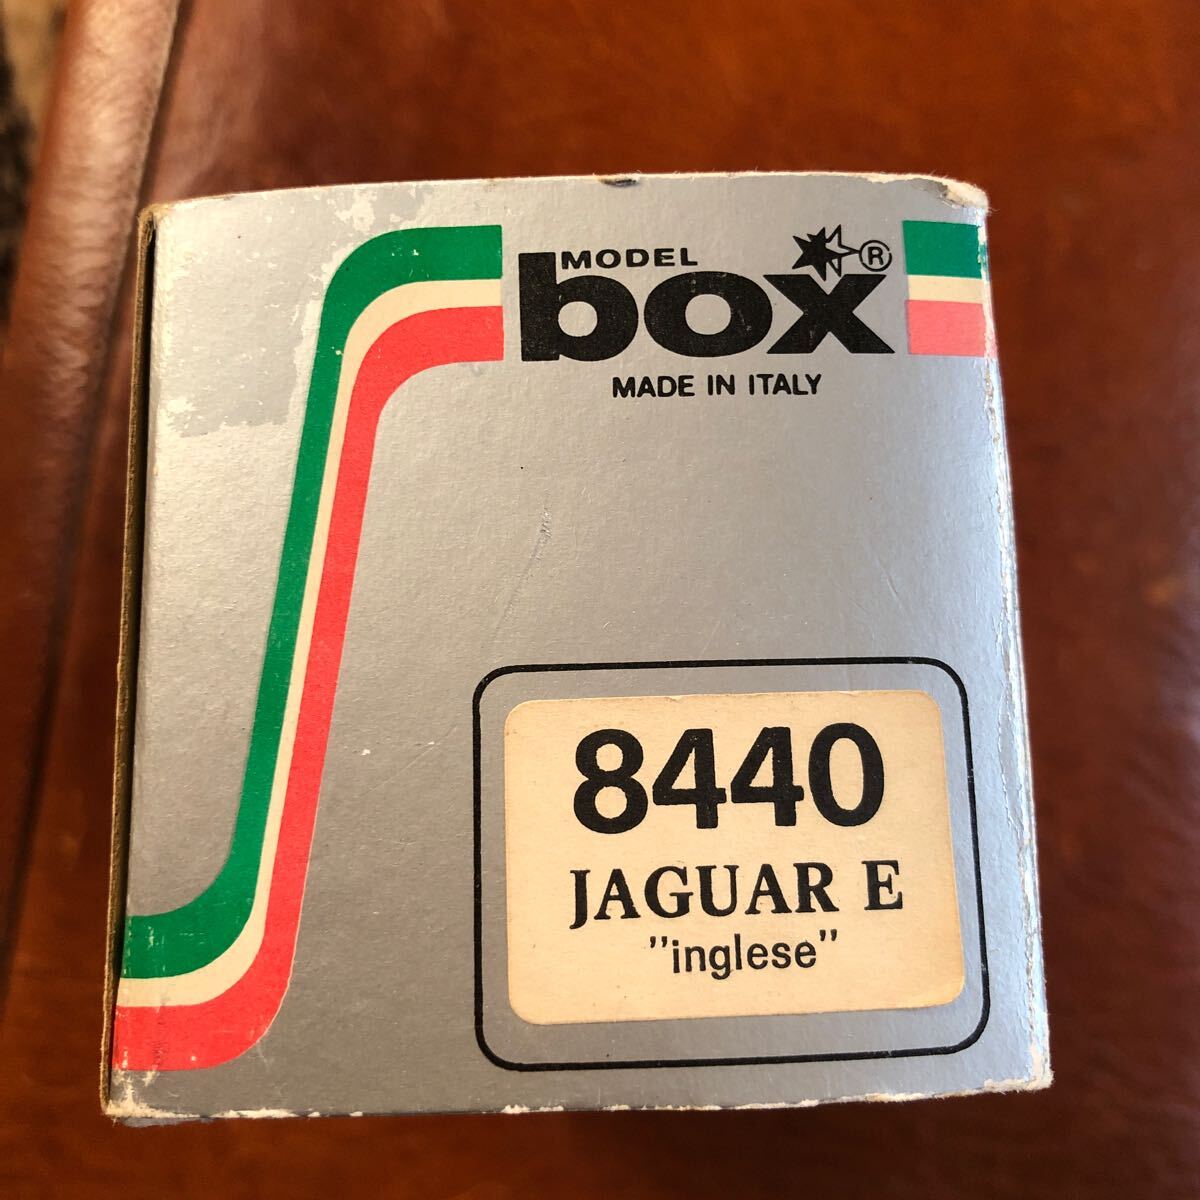 MODEL
box ®
MADE IN ITALY
8440
JAGUAR E
"inglese"